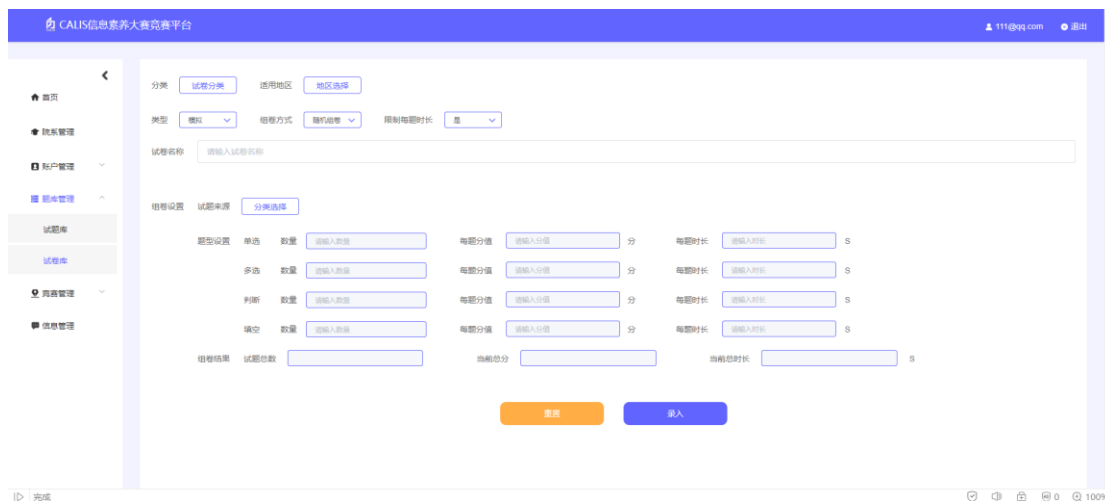 CALIS信息素养大赛竞赛平台 111@qq.com 退出
首页
院系管理
账户管理
题库管理
试题库
试卷库
竞赛管理
信息管理
分类 试卷分类 适用地区 地区选择
类型 模拟 组卷方式 随机组卷 限制每题时长 是
试卷名称 请输入试卷名称
组卷设置 试题来源 分类选择
题型设置 单选 数量 请输入数量 每题分值 请输入分值 分 每题时长 请输入时长 S
多选 数量 请输入数量 每题分值 请输入分值 分 每题时长 请输入时长 S
判断 数量 请输入数量 每题分值 请输入分值 分 每题时长 请输入时长 S
填空 数量 请输入数量 每题分值 请输入分值 分 每题时长 请输入时长 S
组卷结果 试题总数 当前总分 当前总时长 S
重置 录入
完成 0 100%